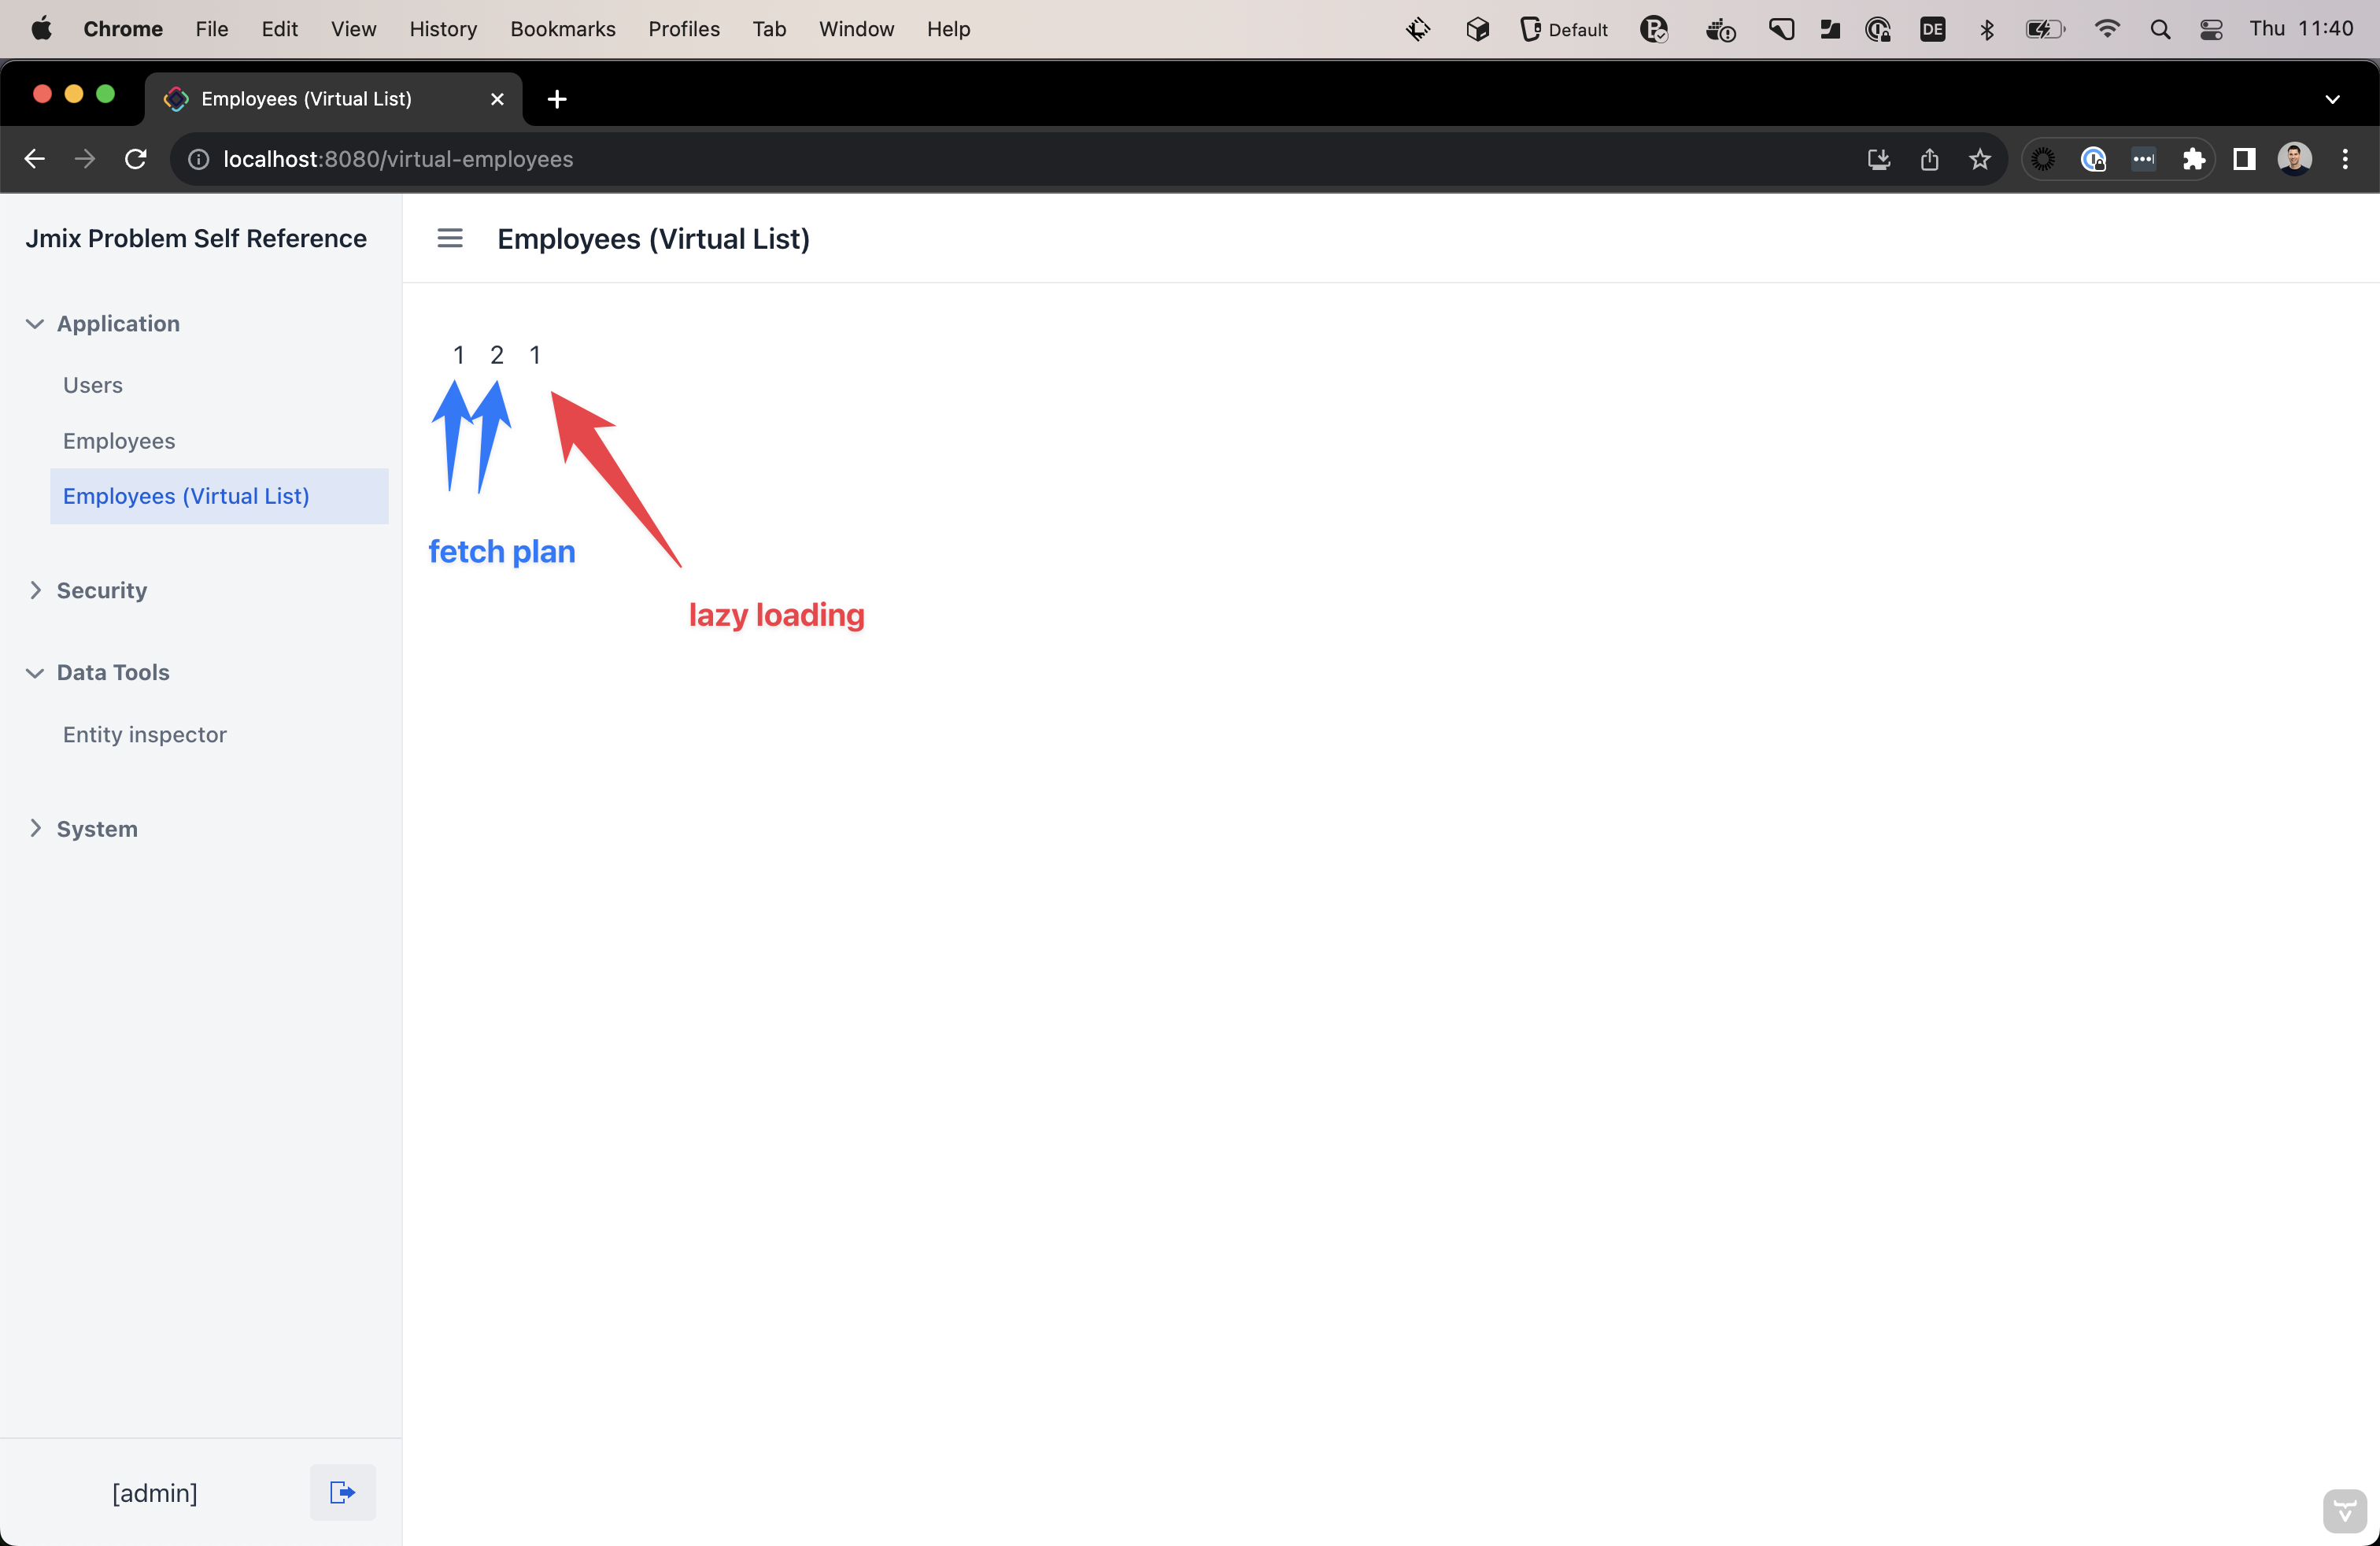 Chrome File Edit View History Bookmarks Profiles Tab Window Help Default DE Thu 11:40
Employees (Virtual List)
localhost:8080/virtual-employees
Jmix Problem Self Reference
Employees (Virtual List)
Application
Users
Employees
Employees (Virtual List)
Security
Data Tools
Entity inspector
System
[admin]
1 2 1
fetch plan
lazy loading